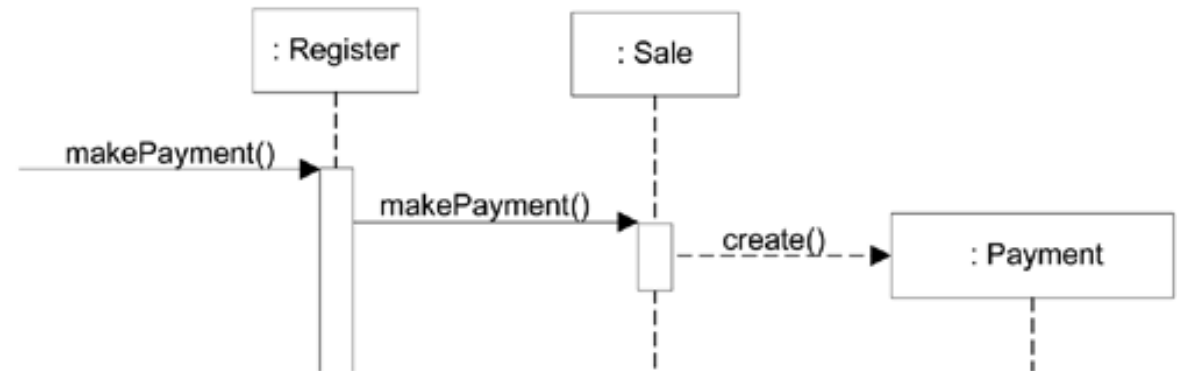 : Register
: Sale
makePayment()
makePayment()
create()
: Payment